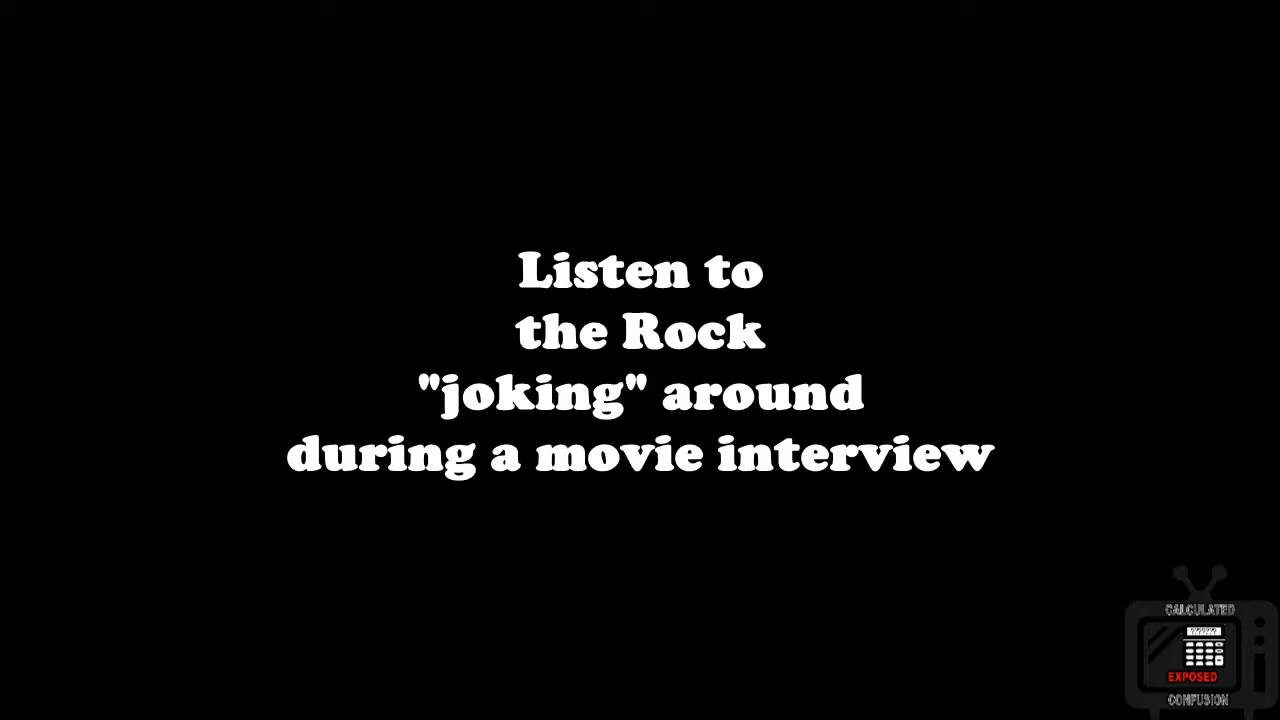 Listen to
the Rock
"joking" around
during a movie interview
CALCULATED
???????
EXPOSED
CONFUSION